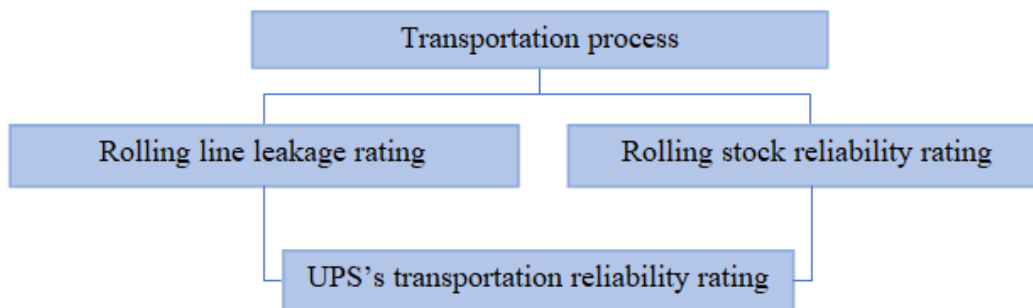 Transportation process
Rolling line leakage rating
Rolling stock reliability rating
UPS’s transportation reliability rating